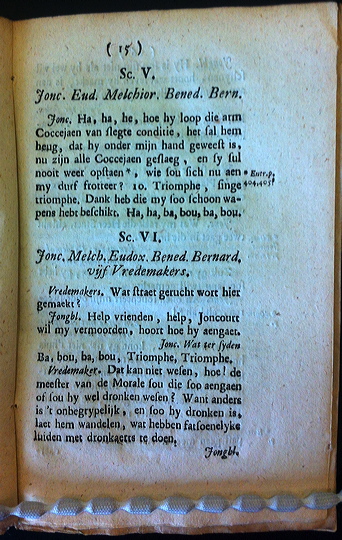 ( 15 )
Sc. V.
Jonc. Eud. Melchior. Bened. Bern.
Jonc. Ha, ha, he, hoe hy loop die arm
Coccejaen van slegte conditie, het sal hem
heug, dat hy onder mijn hand geweest is,
nu zijn alle Coccejaen geslaeg, en sy sul
nooit weer opstaen*, wie sou sich nu aen
my durf frotteer? 10. Triomphe, singe
triomphe. Dank heb die my soo schoon wa-
pens hebt beschikt. Ha, ha, ba, bou, ba, bou.
* Entr. p.
404.405.
Sc. VI.
Jonc. Melch. Eudox. Bened. Bernard,
vijf Vredemakers.
Vredemakers. Wat straet gerucht wort hier
gemaekt?
Jongbl. Help vrienden, help, Joncourt
wil my vermoorden, hoort hoe hy aengaet.
Jonc. Was ter syden
Ba, bou, ba, bou, Triomphe, Triomphe.
Vredemaker. Dat kan niet wesen, hoe! de
meester van de Morale sou die soo aengaen
of sou hy wel dronken wesen? Want anders
is 't onbegrypelijk, en soo hy dronken is,
laet hem wandelen, wat hebben fatsoenelyke
luiden met dronkaerts te doen.
Jongbl.